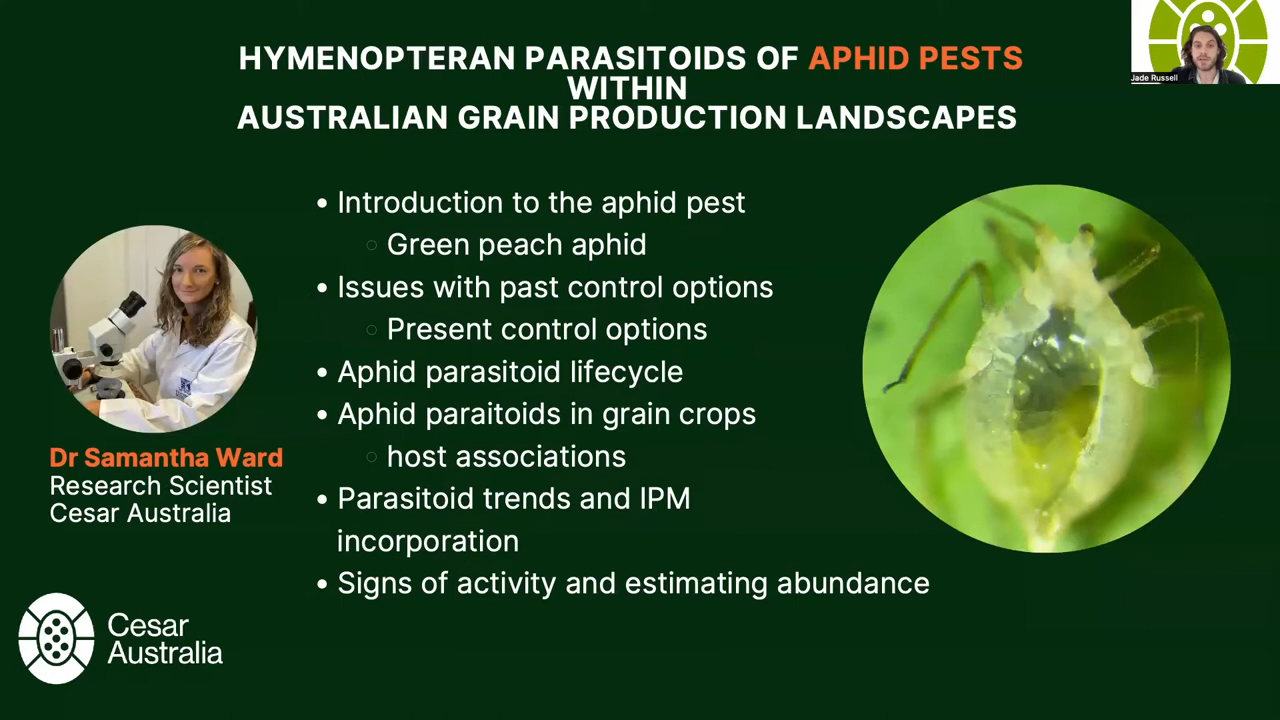 HYMENOPTERAN PARASITOIDS OF APHID PESTS
WITHIN
AUSTRALIAN GRAIN PRODUCTION LANDSCAPES
Jade Russell
• Introduction to the aphid pest
○ Green peach aphid
• Issues with past control options
○ Present control options
• Aphid parasitoid lifecycle
• Aphid paraitoids in grain crops
○ host associations
• Parasitoid trends and IPM
incorporation
• Signs of activity and estimating abundance
Dr Samantha Ward
Research Scientist
Cesar Australia
Cesar
Australia